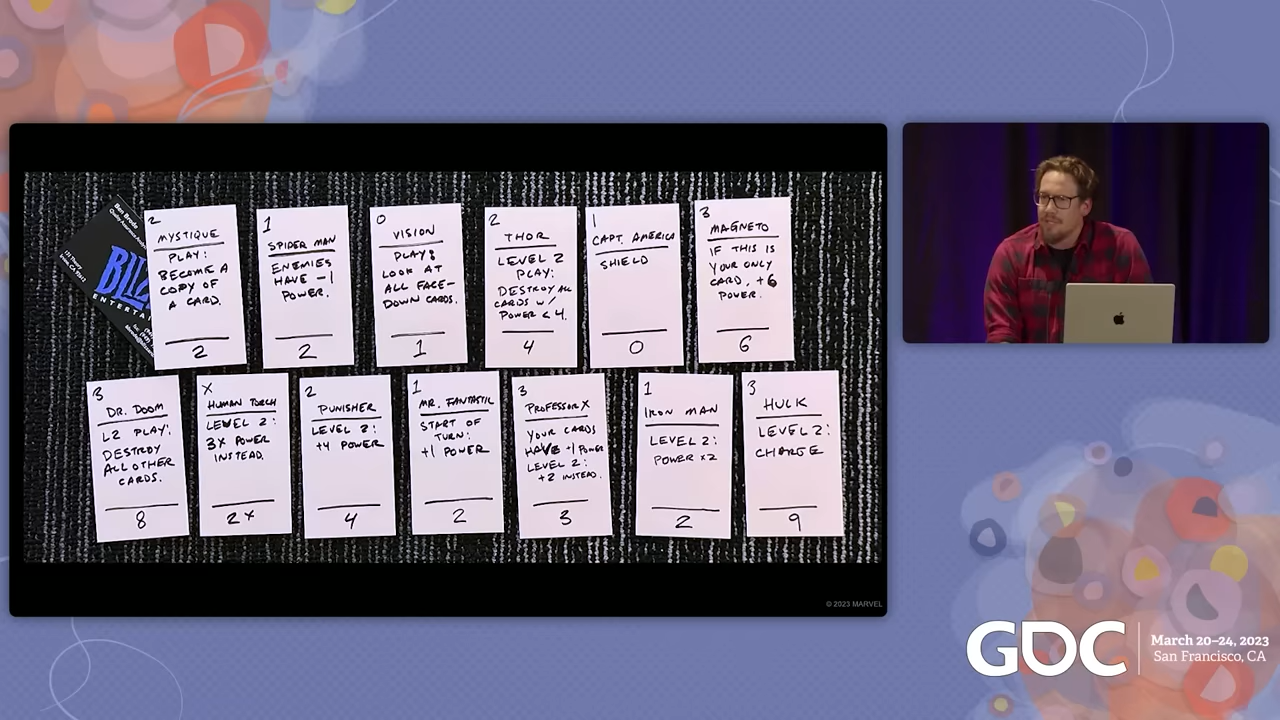 2
MYSTIQUE
PLAY:
BECOME A
COPY OF
A CARD.
2
1
SPIDER MAN
ENEMIES
HAVE -1
POWER.
2
0
VISION
PLAY:
LOOK AT
ALL FACE-
DOWN CARDS.
1
2
THOR
LEVEL 2
PLAY:
DESTROY ALL
CARDS W/
POWER < 4.
4
1
CAPT. AMERICA
SHIELD
0
3
MAGNETO
IF THIS IS
YOUR ONLY
CARD, +6
POWER.
6
3
DR. DOOM
L2 PLAY:
DESTROY
ALL OTHER
CARDS.
8
X
HUMAN TORCH
LEVEL 2:
3X POWER
INSTEAD.
2X
2
PUNISHER
LEVEL 2:
+4 POWER
4
1
MR. FANTASTIC
START OF
TURN:
+1 POWER
2
3
PROFESSOR X
YOUR CARDS
HAVE +1 POWER
LEVEL 2:
+2 INSTEAD.
3
1
IRON MAN
LEVEL 2:
POWER X2
2
3
HULK
LEVEL 2:
CHARGE
9
© 2023 MARVEL
GDC
March 20–24, 2023
San Francisco, CA